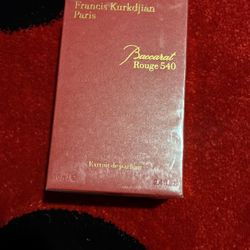 Francis Kurkdjian
Paris
Baccarat
Rouge 540
Extrait de parfum